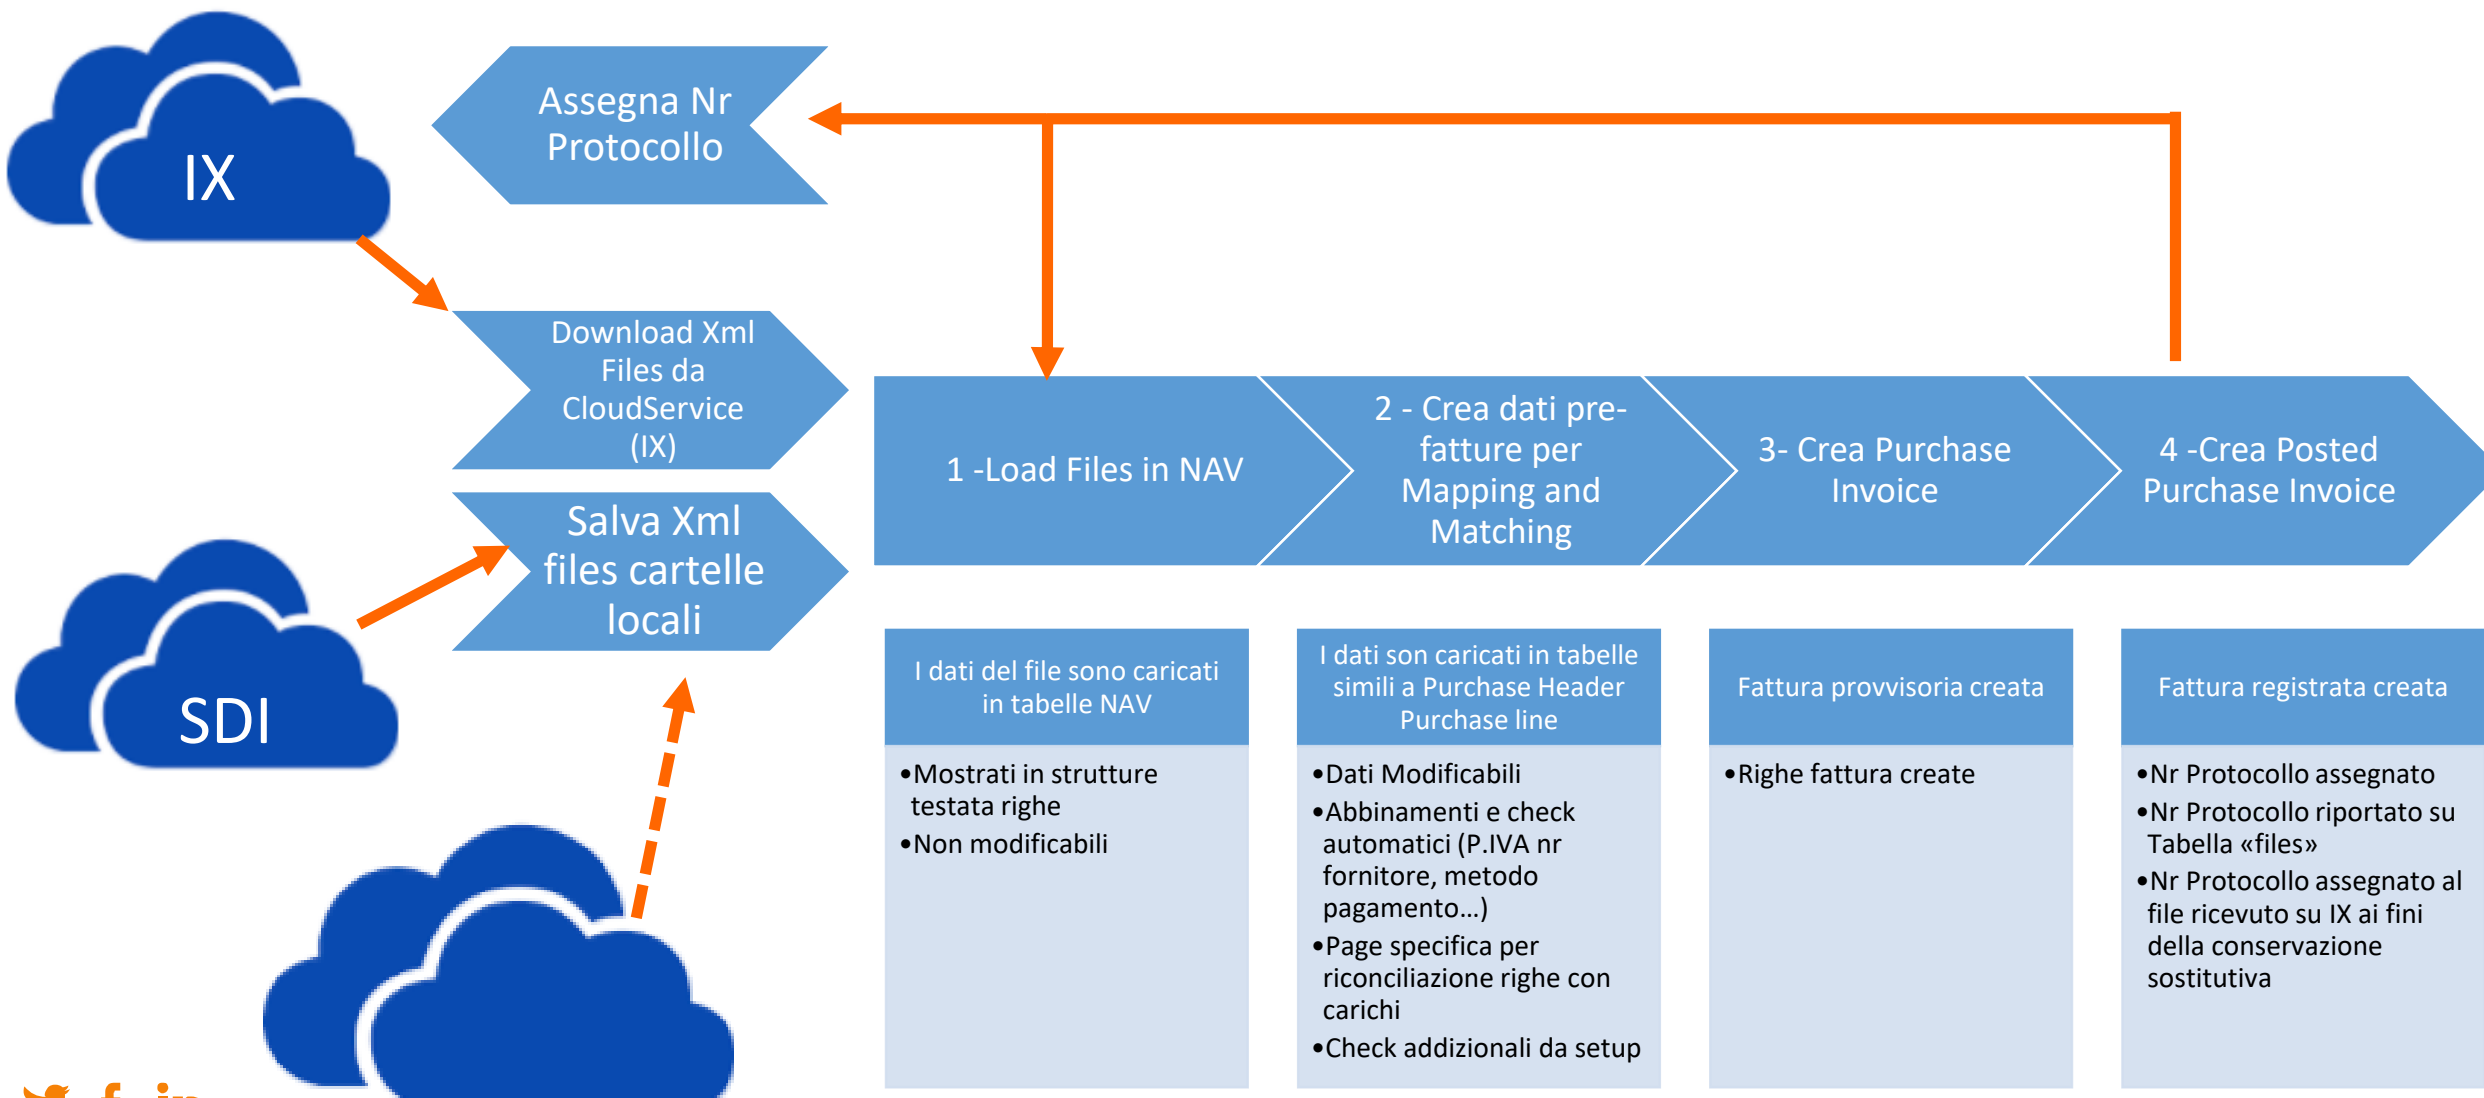 IX
Assegna Nr
Protocollo
Download Xml
Files da
CloudService
(IX)
Salva Xml
files cartelle
locali
SDI
1 -Load Files in NAV
2 - Crea dati pre-
fatture per
Mapping and
Matching
3- Crea Purchase
Invoice
4 -Crea Posted
Purchase Invoice
I dati del file sono caricati
in tabelle NAV
•Mostrati in strutture
testata righe
•Non modificabili
I dati son caricati in tabelle
simili a Purchase Header
Purchase line
•Dati Modificabili
•Abbinamenti e check
automatici (P.IVA nr
fornitore, metodo
pagamento...)
•Page specifica per
riconciliazione righe con
carichi
•Check addizionali da setup
Fattura provvisoria creata
•Righe fattura create
Fattura registrata creata
•Nr Protocollo assegnato
•Nr Protocollo riportato su
Tabella «files»
•Nr Protocollo assegnato al
file ricevuto su IX ai fini
della conservazione
sostitutiva